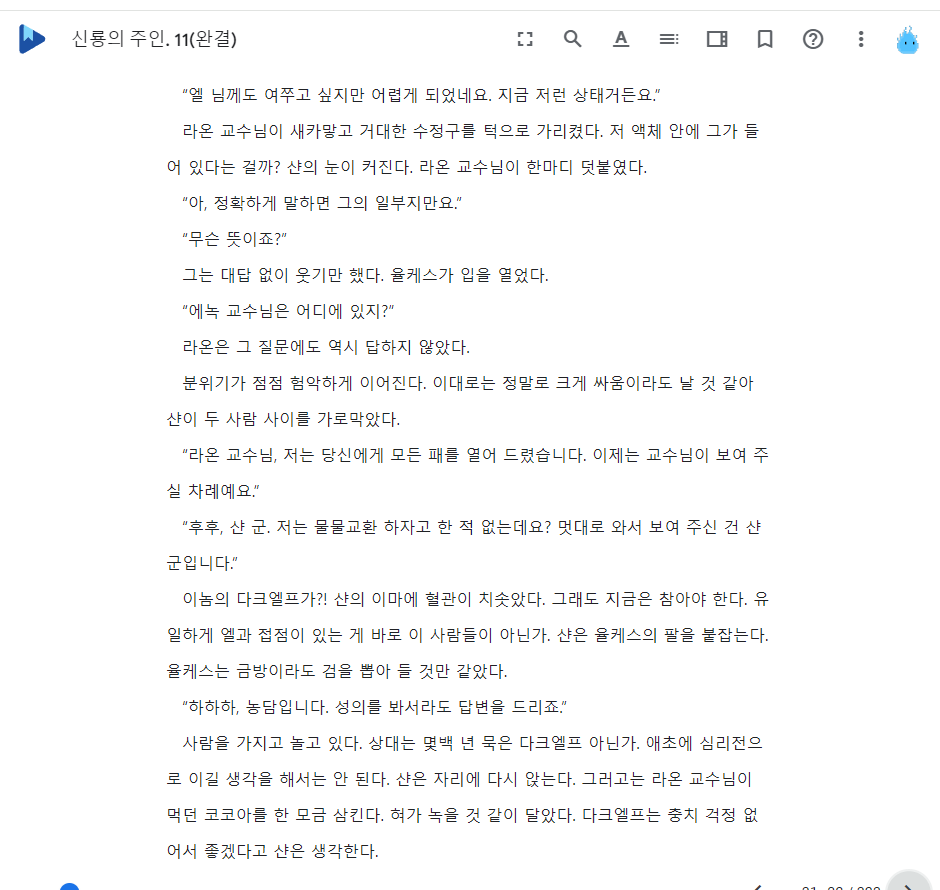 신룡의 주인. 11(완결)
“엘 님께도 여쭈고 싶지만 어렵게 되었네요. 지금 저런 상태거든요.”
라온 교수님이 새카맣고 거대한 수정구를 턱으로 가리켰다. 저 액체 안에 그가 들
어 있다는 걸까? 샨의 눈이 커진다. 라온 교수님이 한마디 덧붙였다.
“아, 정확하게 말하면 그의 일부지만요.”
“무슨 뜻이죠?”
그는 대답 없이 웃기만 했다. 율케스가 입을 열었다.
“에녹 교수님은 어디에 있지?“
라온은 그 질문에도 역시 답하지 않았다.
분위기가 점점 험악하게 이어진다. 이대로는 정말로 크게 싸움이라도 날 것 같아
샨이 두 사람 사이를 가로막았다.
“라온 교수님, 저는 당신에게 모든 패를 열어 드렸습니다. 이제는 교수님이 보여 주
실 차례예요.”
“후후, 샨 군. 저는 물물교환 하자고 한 적 없는데요? 멋대로 와서 보여 주신 건 샨
군입니다.”
이놈의 다크엘프가?! 샨의 이마에 혈관이 치솟았다. 그래도 지금은 참아야 한다. 유
일하게 엘과 접점이 있는 게 바로 이 사람들이 아닌가. 샨은 율케스의 팔을 붙잡는다.
율케스는 금방이라도 검을 뽑아 들 것만 같았다.
“하하하, 농담입니다. 성의를 봐서라도 답변을 드리죠.”
사람을 가지고 놀고 있다. 상대는 몇백 년 묵은 다크엘프 아닌가. 애초에 심리전으
로 이길 생각을 해서는 안 된다. 샨은 자리에 다시 앉는다. 그러고는 라온 교수님이
먹던 코코아를 한 모금 삼킨다. 혀가 녹을 것 같이 달았다. 다크엘프는 충치 걱정 없
어서 좋겠다고 샨은 생각한다.